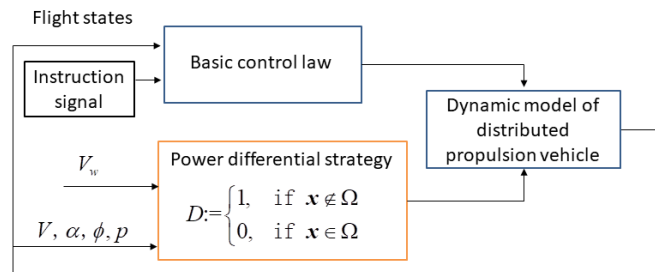 Flight states
Basic control law
Instruction
signal
Dynamic model of
distributed
propulsion vehicle
Power differential strategy
V_w
D:= { 1, if x ∉ Ω
0, if x ∈ Ω
V, α, ϕ, p